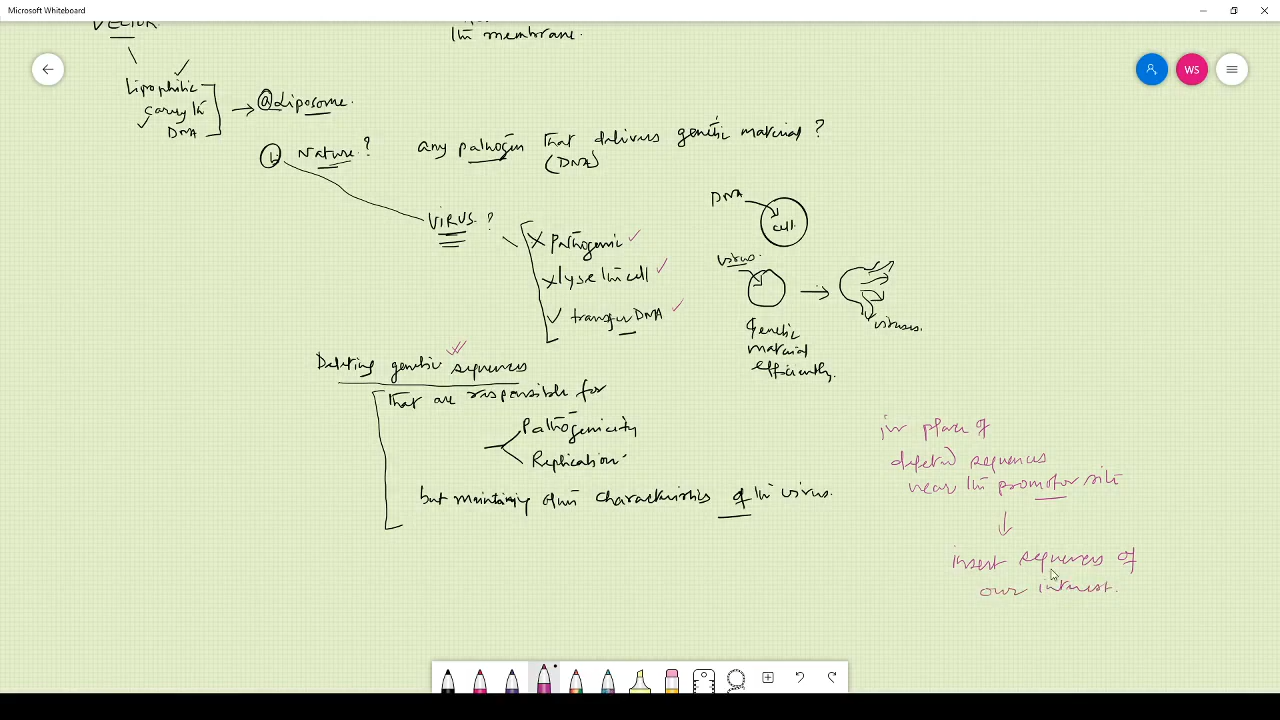 Microsoft Whiteboard
VECTOR
the membrane.
WS
Lipophilic
carry the
DNA
(a) Liposome.
(b) Nature?
any pathogen that delivers genetic material?
(DNA)
VIRUS?
X Pathogenic ✓
X lyse the cell ✓
✓ transfer DNA ✓
DNA
cell.
virus.
viruses.
Genetic
material
efficiently.
Deleting genetic sequences
that are responsible for
Pathogenicity
Replication
but maintaining other characteristics of the virus.
in place of
deleted sequences
near the promotor site
↓
insert sequences of
our interest.